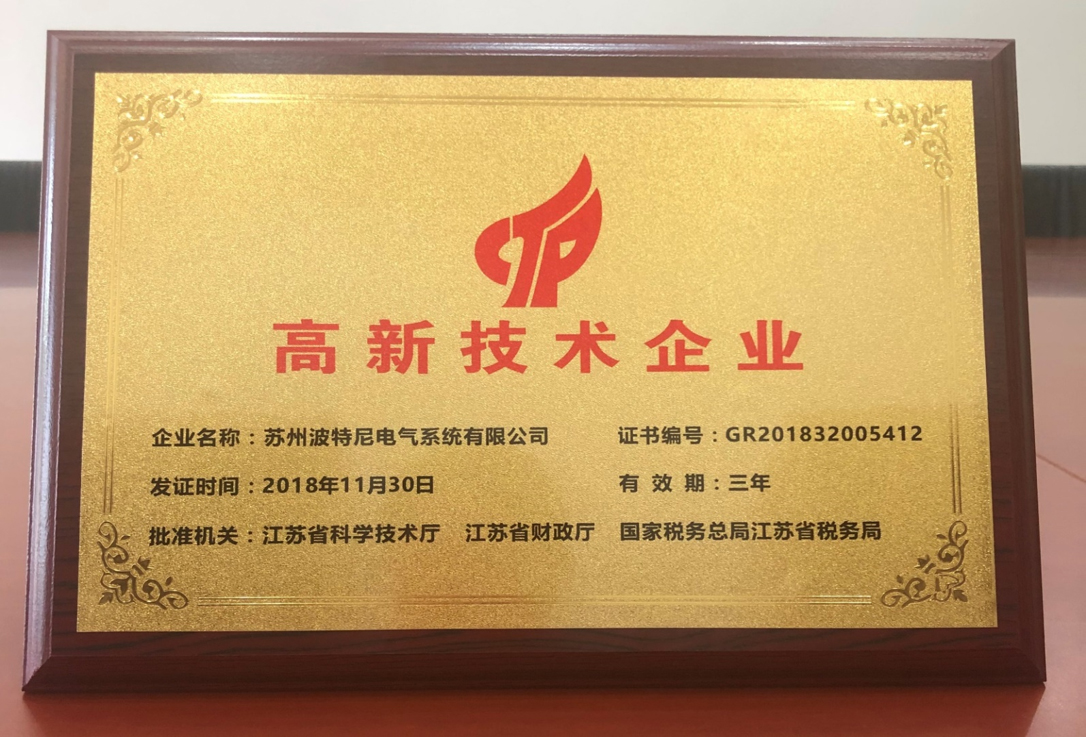 高新技术企业
企业名称：苏州波特尼电气系统有限公司 证书编号：GR201832005412
发证时间：2018年11月30日 有 效 期：三年
批准机关：江苏省科学技术厅 江苏省财政厅 国家税务总局江苏省税务局